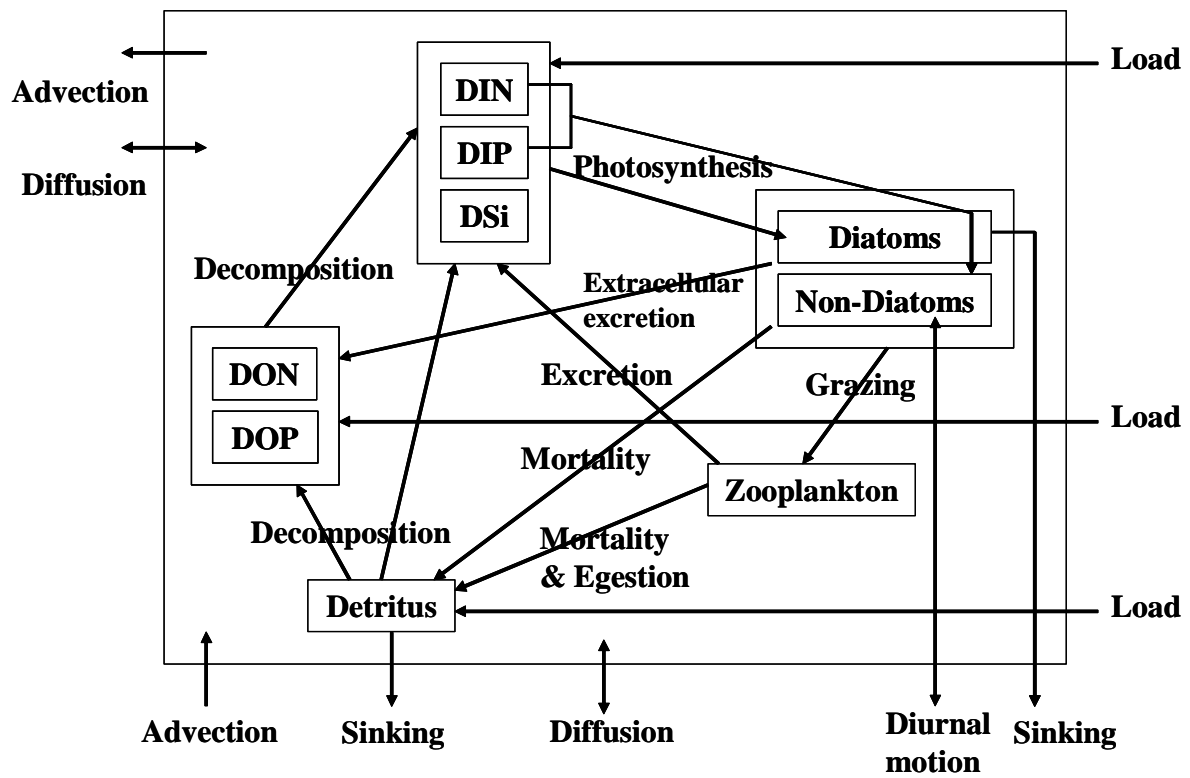 Load
Advection
DIN
DIP
DSi
Photosynthesis
Diffusion
Diatoms
Non-Diatoms
Decomposition
Extracellular
excretion
DON
DOP
Excretion
Grazing
Load
Mortality
Zooplankton
Decomposition
Mortality
& Egestion
Detritus
Load
Advection
Sinking
Diffusion
Diurnal
motion
Sinking